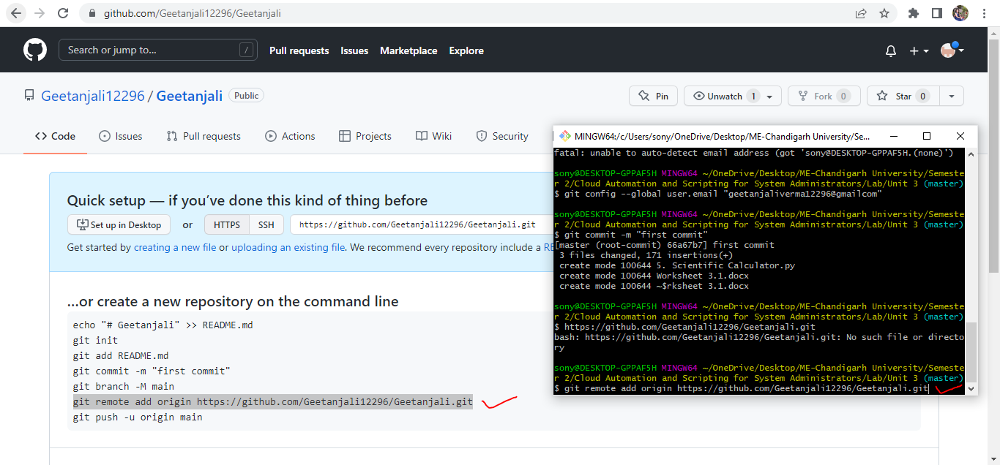 github.com/Geetanjali12296/Geetanjali
Search or jump to...
/
Pull requests Issues Marketplace Explore
Geetanjali12296 / Geetanjali Public
Pin
Unwatch 1
Fork 0
Star 0
Code
Issues
Pull requests
Actions
Projects
Wiki
Security
Quick setup — if you’ve done this kind of thing before
Set up in Desktop or HTTPS SSH https://github.com/Geetanjali12296/Geetanjali.git
Get started by creating a new file or uploading an existing file. We recommend every repository include a RE
...or create a new repository on the command line
echo "# Geetanjali" >> README.md
git init
git add README.md
git commit -m "first commit"
git branch -M main
git remote add origin https://github.com/Geetanjali12296/Geetanjali.git
git push -u origin main
MINGW64:/c/Users/sony/OneDrive/Desktop/ME-Chandigarh University/Se...
fatal: unable to auto-detect email address (got 'sony@DESKTOP-GPPAF5H.(none)')
sony@DESKTOP-GPPAF5H MINGW64 ~/OneDrive/Desktop/ME-Chandigarh University/Semeste
r 2/Cloud Automation and Scripting for System Administrators/Lab/Unit 3 (master)
$ git config --global user.email "geetanjaliverma12296@gmailcom"
sony@DESKTOP-GPPAF5H MINGW64 ~/OneDrive/Desktop/ME-Chandigarh University/Semeste
r 2/Cloud Automation and Scripting for System Administrators/Lab/Unit 3 (master)
$ git commit -m "first commit"
[master (root-commit) 66a67b7] first commit
3 files changed, 171 insertions(+)
create mode 100644 5. Scientific Calculator.py
create mode 100644 Worksheet 3.1.docx
create mode 100644 ~$rksheet 3.1.docx
sony@DESKTOP-GPPAF5H MINGW64 ~/OneDrive/Desktop/ME-Chandigarh University/Semeste
r 2/Cloud Automation and Scripting for System Administrators/Lab/Unit 3 (master)
$ https://github.com/Geetanjali12296/Geetanjali.git
bash: https://github.com/Geetanjali12296/Geetanjali.git: No such file or directo
ry
sony@DESKTOP-GPPAF5H MINGW64 ~/OneDrive/Desktop/ME-Chandigarh University/Semeste
r 2/Cloud Automation and Scripting for System Administrators/Lab/Unit 3 (master)
$ git remote add origin https://github.com/Geetanjali12296/Geetanjali.git